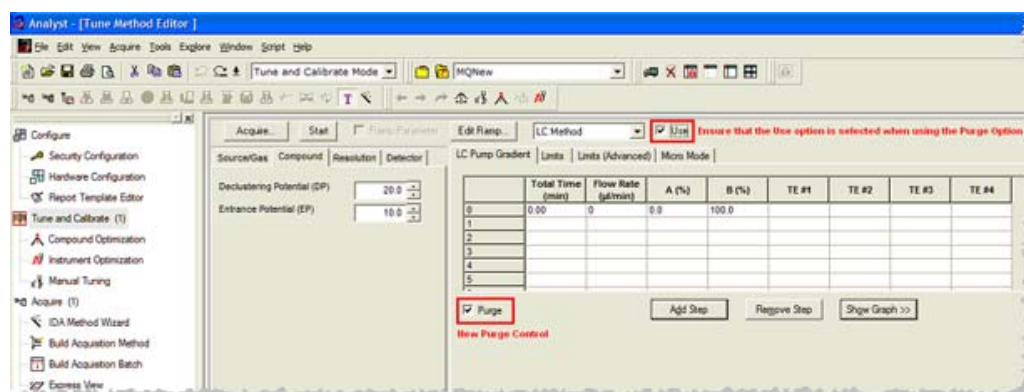 Analyst - [Tune Method Editor ]
File Edit View Acquire Tools Explore Window Script Help
Tune and Calibrate Mode
MQNew
Configure
Security Configuration
Hardware Configuration
Report Template Editor
Tune and Calibrate (1)
Compound Optimization
Instrument Optimization
Manual Tuning
Acquire (1)
IDA Method Wizard
Build Acquisition Method
Build Acquisition Batch
Express View
Acquire... Start Ramp Parameter
Source/Gas Compound Resolution Detector
Declustering Potential (DP) 20.0
Entrance Potential (EP) 10.0
Edit Ramp... LC Method Use Ensure that the Use option is selected when using the Purge Option
LC Pump Gradient Limits Limits (Advanced) Micro Mode
Total Time (min) Flow Rate (µl/min) A (%) B (%) TE #1 TE #2 TE #3 TE #4
0 0.00 0 0.0 100.0
1
2
3
4
5
Purge Add Step Remove Step Show Graph >>
New Purge Control